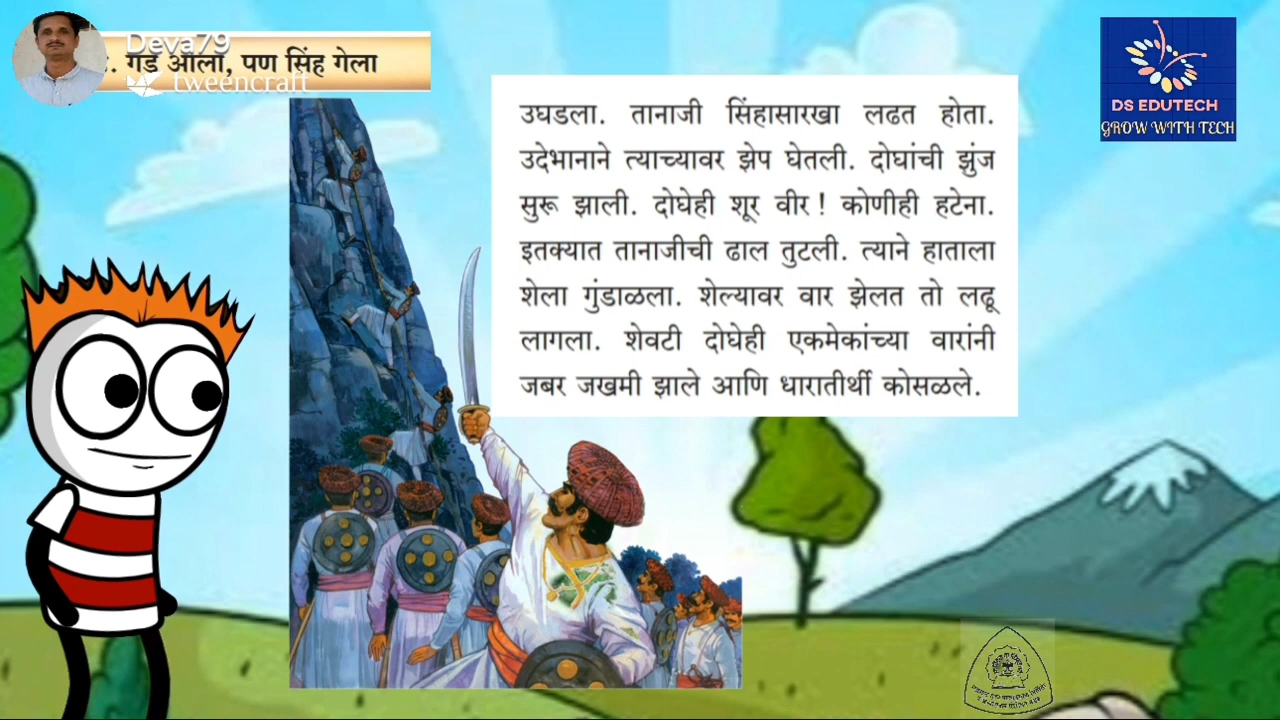 Deva79
tweencraft
. गड आला, पण सिंह गेला
DS EDUTECH
GROW WITH TECH
उघडला. तानाजी सिंहासारखा लढत होता.
उदेभानाने त्याच्यावर झेप घेतली. दोघांची झुंज
सुरू झाली. दोघेही शूर वीर! कोणीही हटेना.
इतक्यात तानाजीची ढाल तुटली. त्याने हाताला
शेला गुंडाळला. शेल्यावर वार झेलत तो लढू
लागला. शेवटी दोघेही एकमेकांच्या वारांनी
जबर जखमी झाले आणि धारातीर्थी कोसळले.